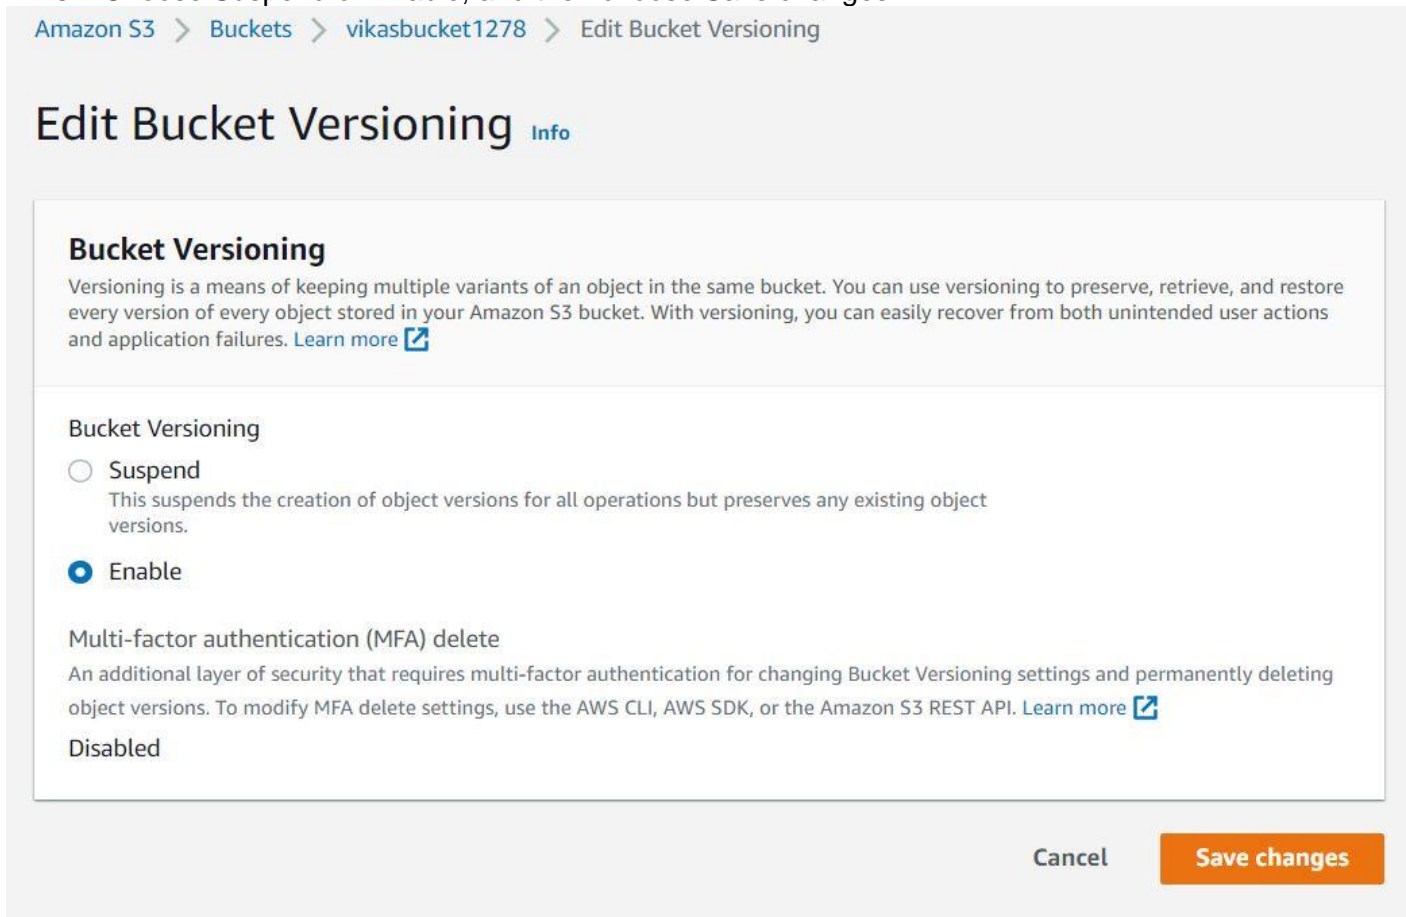 Amazon S3 > Buckets > vikasbucket1278 > Edit Bucket Versioning
Edit Bucket Versioning Info
Bucket Versioning
Versioning is a means of keeping multiple variants of an object in the same bucket. You can use versioning to preserve, retrieve, and restore
every version of every object stored in your Amazon S3 bucket. With versioning, you can easily recover from both unintended user actions
and application failures. Learn more
Bucket Versioning
Suspend
This suspends the creation of object versions for all operations but preserves any existing object
versions.
Enable
Multi-factor authentication (MFA) delete
An additional layer of security that requires multi-factor authentication for changing Bucket Versioning settings and permanently deleting
object versions. To modify MFA delete settings, use the AWS CLI, AWS SDK, or the Amazon S3 REST API. Learn more
Disabled
Cancel
Save changes